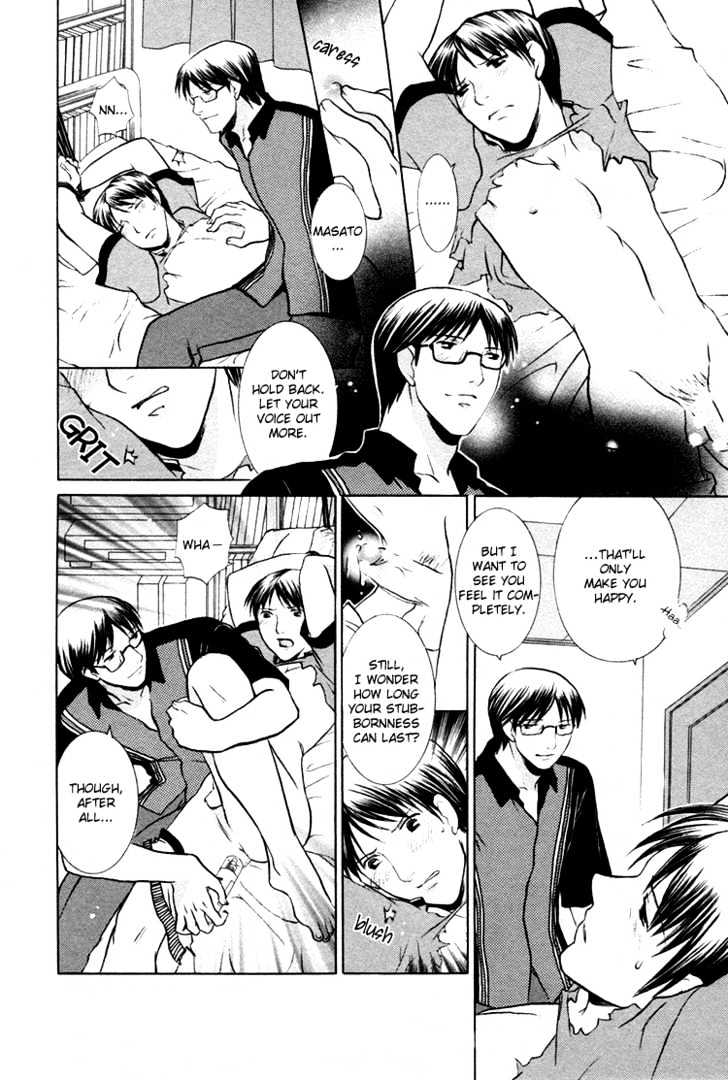 ......
caress
MASATO
...
NN...
DON'T
HOLD BACK.
LET YOUR
VOICE OUT
MORE.
GRIT
...THAT'LL
ONLY
MAKE YOU
HAPPY.
Haa
BUT I
WANT TO
SEE YOU
FEEL IT COM-
PLETELY.
STILL,
I WONDER
HOW LONG
YOUR STUB-
BORNNESS
CAN LAST?
blush
WHA-
THOUGH,
AFTER
ALL...